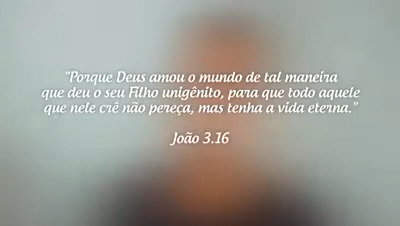 "Porque Deus amou o mundo de tal maneira
que deu o seu Filho unigênito, para que todo aquele
que nele crê não pereça, mas tenha a vida eterna."
João 3.16